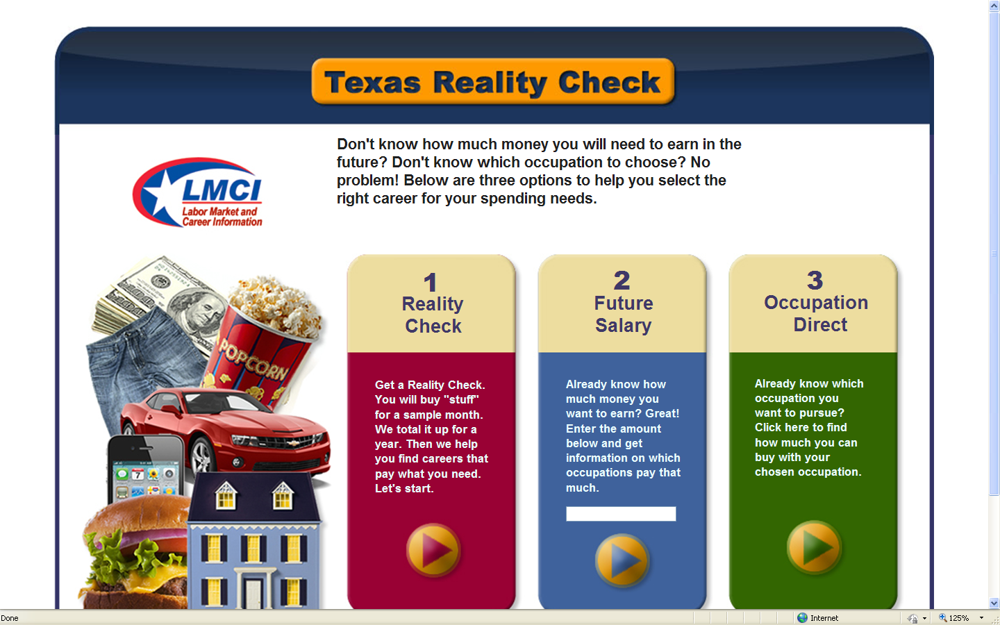 Texas Reality Check
Don't know how much money you will need to earn in the
future? Don't know which occupation to choose? No
problem! Below are three options to help you select the
right career for your spending needs.
LMCI
Labor Market and
Career Information
POPCORN
1
Reality
Check
Get a Reality Check.
You will buy "stuff"
for a sample month.
We total it up for a
year. Then we help
you find careers that
pay what you need.
Let's start.
2
Future
Salary
Already know how
much money you
want to earn? Great!
Enter the amount
below and get
information on which
occupations pay that
much.
3
Occupation
Direct
Already know which
occupation you
want to pursue?
Click here to find
how much you can
buy with your
chosen occupation.
Done
Internet
125%